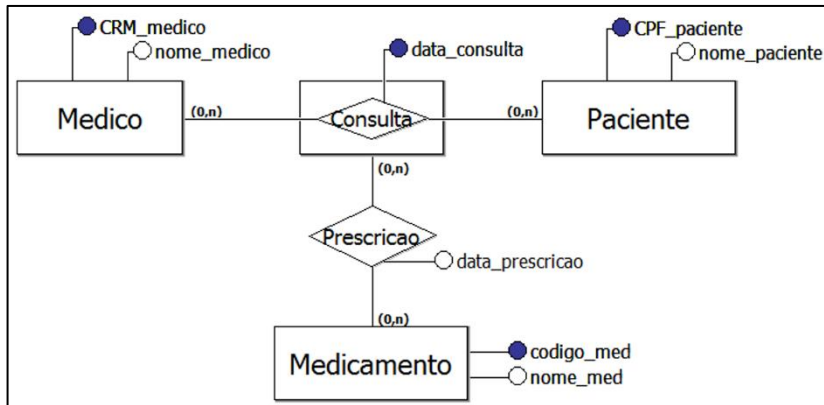 CRM_medico
nome_medico
Medico
(0,n)
data_consulta
Consulta
(0,n)
CPF_paciente
nome_paciente
Paciente
(0,n)
Prescricao
data_prescricao
(0,n)
Medicamento
codigo_med
nome_med